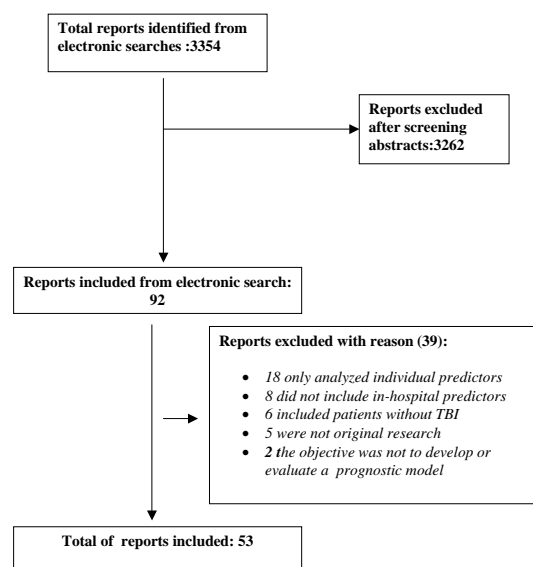 Total reports identified from
electronic searches :3354
Reports excluded
after screening
abstracts:3262
Reports included from electronic search:
92
Reports excluded with reason (39):
• 18 only analyzed individual predictors
• 8 did not include in-hospital predictors
• 6 included patients without TBI
• 5 were not original research
• 2 the objective was not to develop or
evaluate a prognostic model
Total of reports included: 53